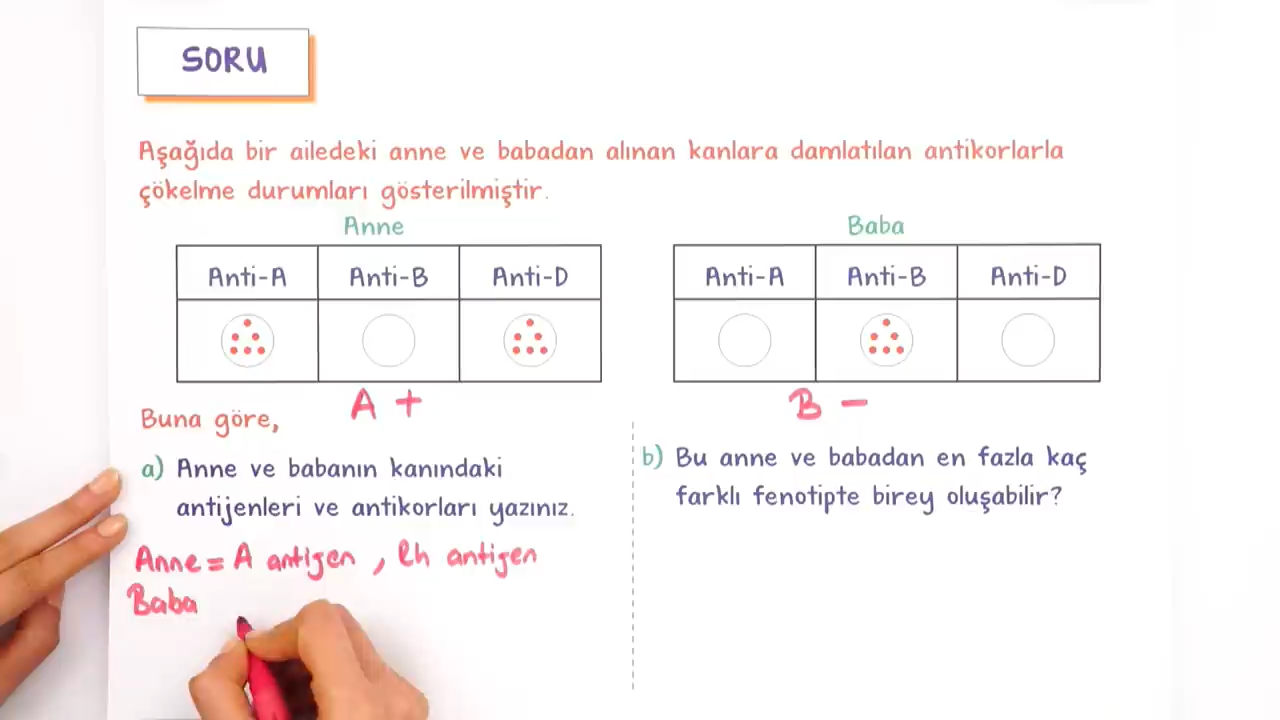 SORU
Aşağıda bir ailedeki anne ve babadan alınan kanlara damlatılan antikorlarla
çökelme durumları gösterilmiştir.
Anne
Baba
Anti-A Anti-B Anti-D
Anti-A Anti-B Anti-D
A +
B -
Buna göre,
a) Anne ve babanın kanındaki
antijenleri ve antikorları yazınız.
Anne = A antijen, Rh antijen
Baba
b) Bu anne ve babadan en fazla kaç
farklı fenotipte birey oluşabilir?